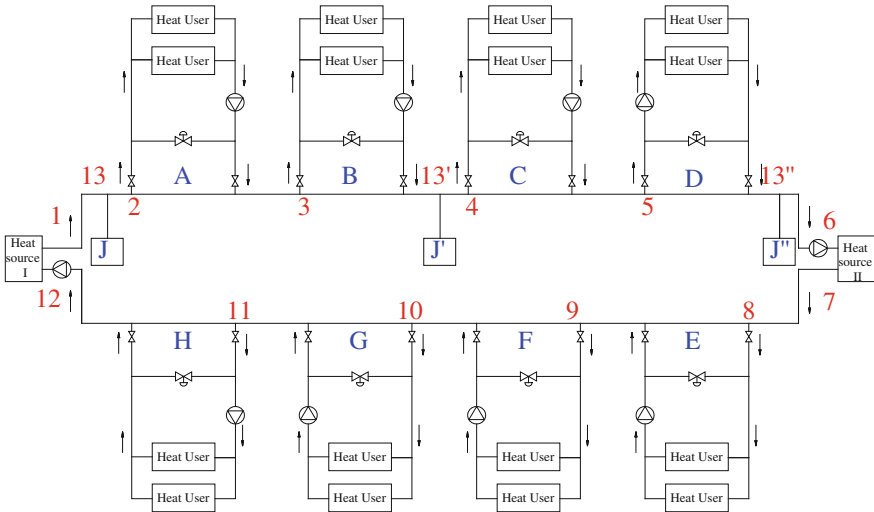 Heat User
Heat User
Heat User
Heat User
Heat User
Heat User
Heat User
Heat User
13
A
B
13'
C
D
13"
2
3
4
5
1
J
J'
J"
6
Heat
source
I
Heat
source
II
12
7
11
10
9
8
H
G
F
E
Heat User
Heat User
Heat User
Heat User
Heat User
Heat User
Heat User
Heat User